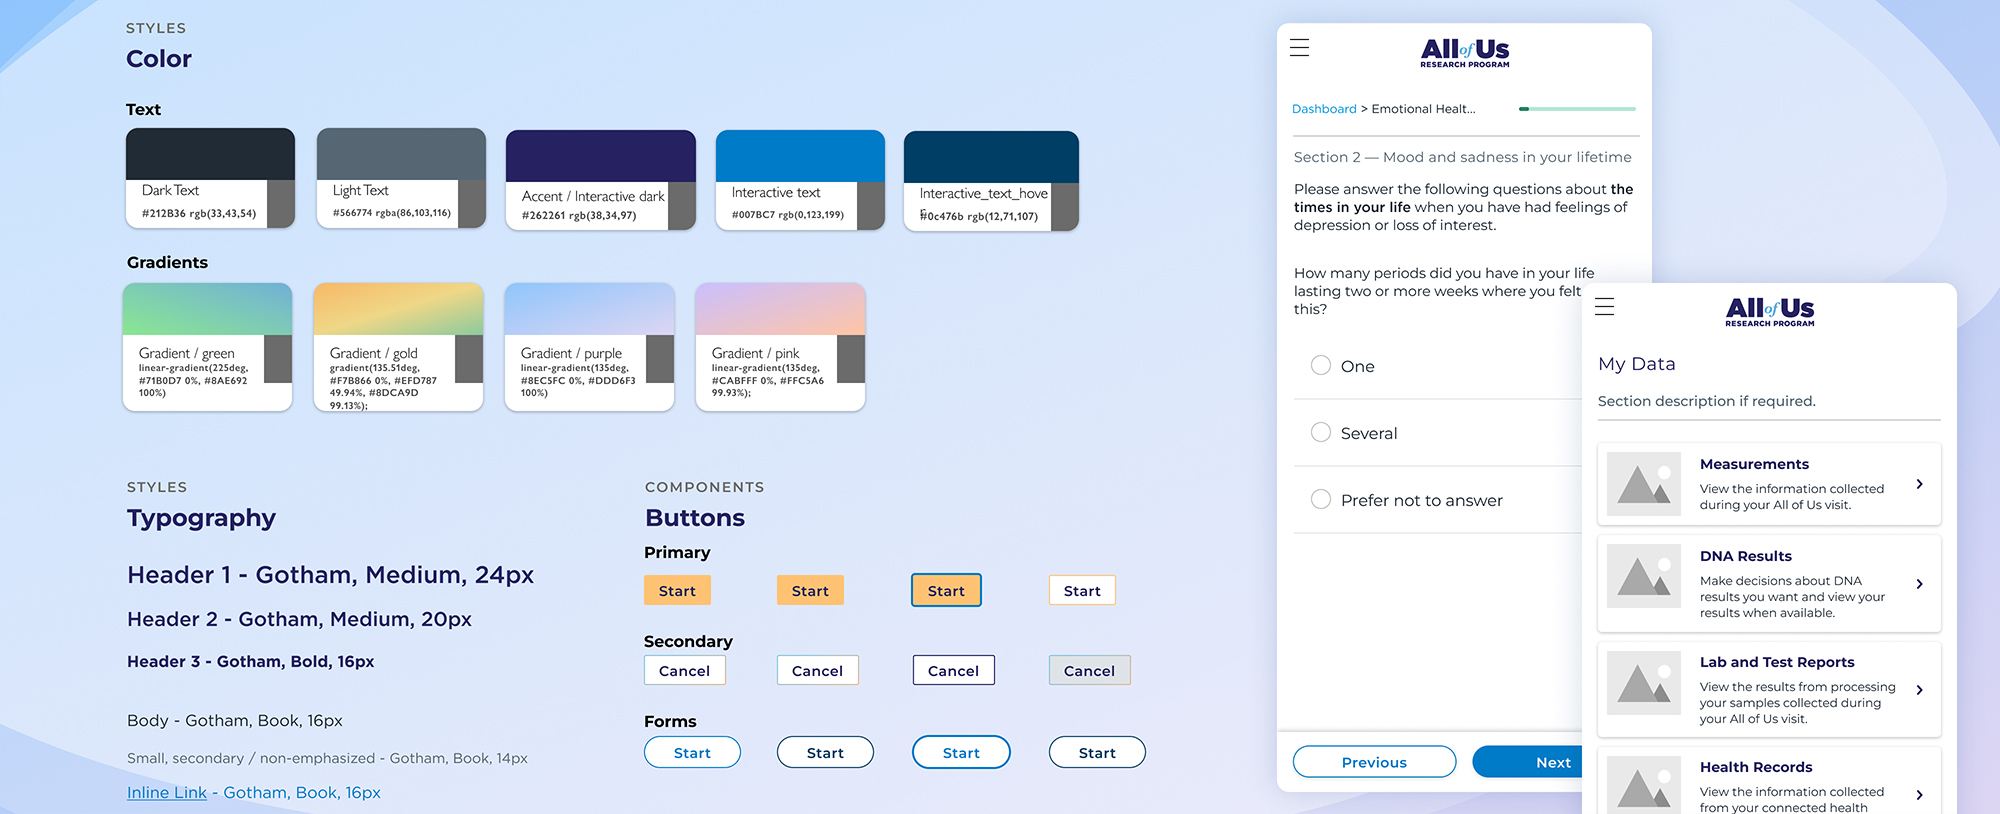 STYLES
Color
Text
Dark Text
#212B36 rgb(33,43,54)
Light Text
#566774 rgba(86,103,116)
Accent / Interactive dark
#262261 rgb(38,34,97)
Interactive text
#007BC7 rgb(0,123,199)
Interactive_text_hove
r
#0c476b rgb(12,71,107)
Gradients
Gradient / green
linear-gradient(225deg,
#71B0D7 0%, #8AE692
100%)
Gradient / gold
gradient(135.51deg,
#F7B866 0%, #EFD787
49.94%, #8DCA9D
99.13%);
Gradient / purple
linear-gradient(135deg,
#8EC5FC 0%, #DDD6F3
100%)
Gradient / pink
linear-gradient(135deg,
#CABFFF 0%, #FFC5A6
99.93%);
STYLES
Typography
Header 1 - Gotham, Medium, 24px
Header 2 - Gotham, Medium, 20px
Header 3 - Gotham, Bold, 16px
Body - Gotham, Book, 16px
Small, secondary / non-emphasized - Gotham, Book, 14px
Inline Link - Gotham, Book, 16px
COMPONENTS
Buttons
Primary
Start
Start
Start
Start
Secondary
Cancel
Cancel
Cancel
Cancel
Forms
Start
Start
Start
Start
All of Us
RESEARCH PROGRAM
Dashboard > Emotional Healt...
Section 2 — Mood and sadness in your lifetime
Please answer the following questions about the
times in your life when you have had feelings of
depression or loss of interest.
How many periods did you have in your life
lasting two or more weeks where you felt
this?
One
Several
Prefer not to answer
Previous
Next
All of Us
RESEARCH PROGRAM
My Data
Section description if required.
Measurements
View the information collected
during your All of Us visit.
DNA Results
Make decisions about DNA
results you want and view your
results when available.
Lab and Test Reports
View the results from processing
your samples collected during
your All of Us visit.
Health Records
View the information collected
from your connected health